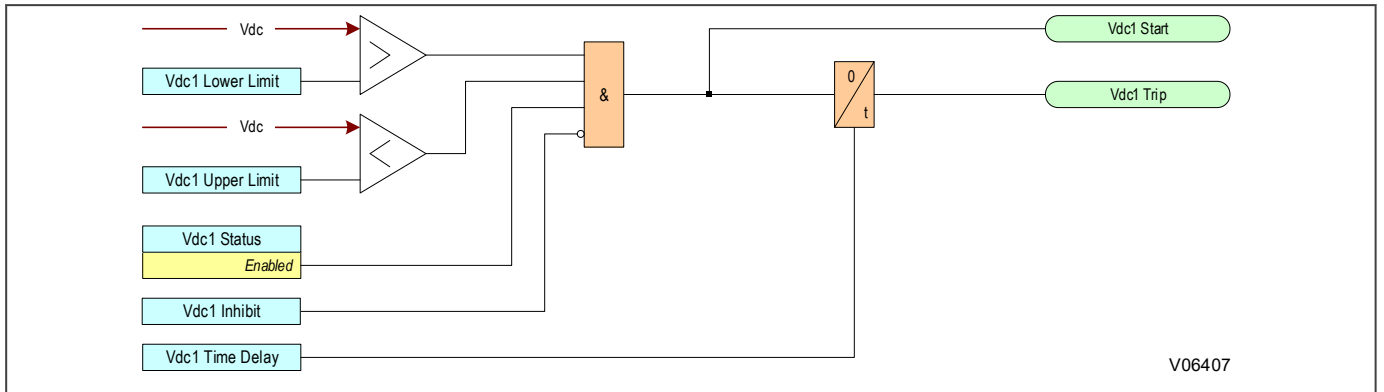 Vdc
Vdc1 Lower Limit
>
Vdc
Vdc1 Upper Limit
<
Vdc1 Status
Enabled
Vdc1 Inhibit
Vdc1 Time Delay
&
0
t
Vdc1 Start
Vdc1 Trip
V06407